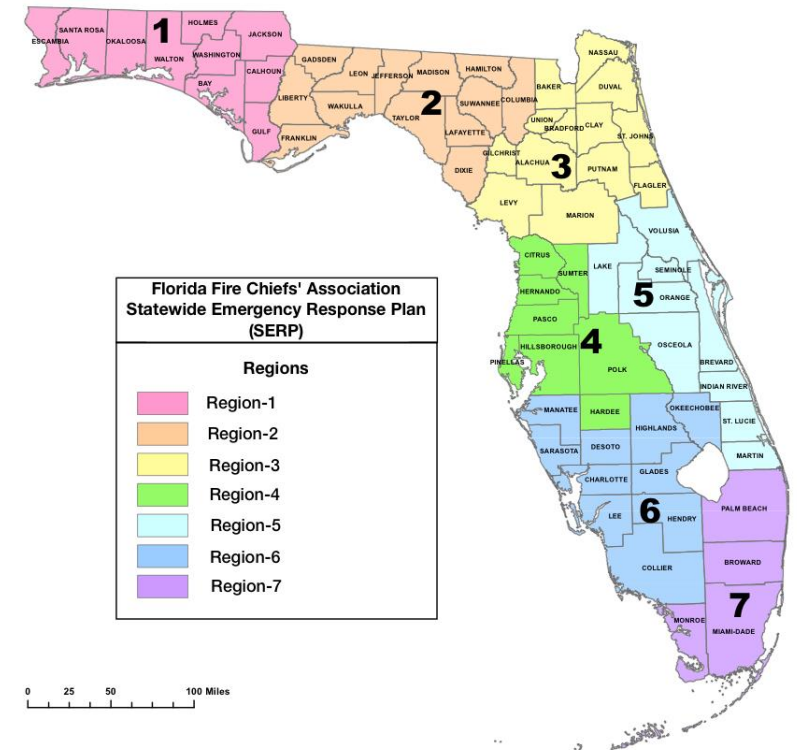 HOLMES
1
SANTA ROSA
JACKSON
ESCAMBIA
OKALOOSA
WASHINGTON
WALTON
CALHOUN
BAY
GULF
NASSAU
GADSDEN
LEON
JEFFERSON
MADISON
HAMILTON
BAKER
DUVAL
LIBERTY
WAKULLA
2
SUWANNEE
COLUMBIA
TAYLOR
UNION
BRADFORD
CLAY
FRANKLIN
LAFAYETTE
ST. JOHNS
GILCHRIST
ALACHUA
3
DIXIE
PUTNAM
FLAGLER
LEVY
MARION
VOLUSIA
CITRUS
SUMTER
LAKE
SEMINOLE
HERNANDO
5
ORANGE
PASCO
4
HILLSBOROUGH
OSCEOLA
PINELLAS
POLK
BREVARD
INDIAN RIVER
MANATEE
HARDEE
OKEECHOBEE
HIGHLANDS
ST. LUCIE
SARASOTA
DESOTO
MARTIN
CHARLOTTE
GLADES
LEE
6
HENDRY
PALM BEACH
COLLIER
BROWARD
7
MONROE
MIAMI-DADE
Florida Fire Chiefs' Association
Statewide Emergency Response Plan
(SERP)
Regions
Region-1
Region-2
Region-3
Region-4
Region-5
Region-6
Region-7
0 25 50 100 Miles